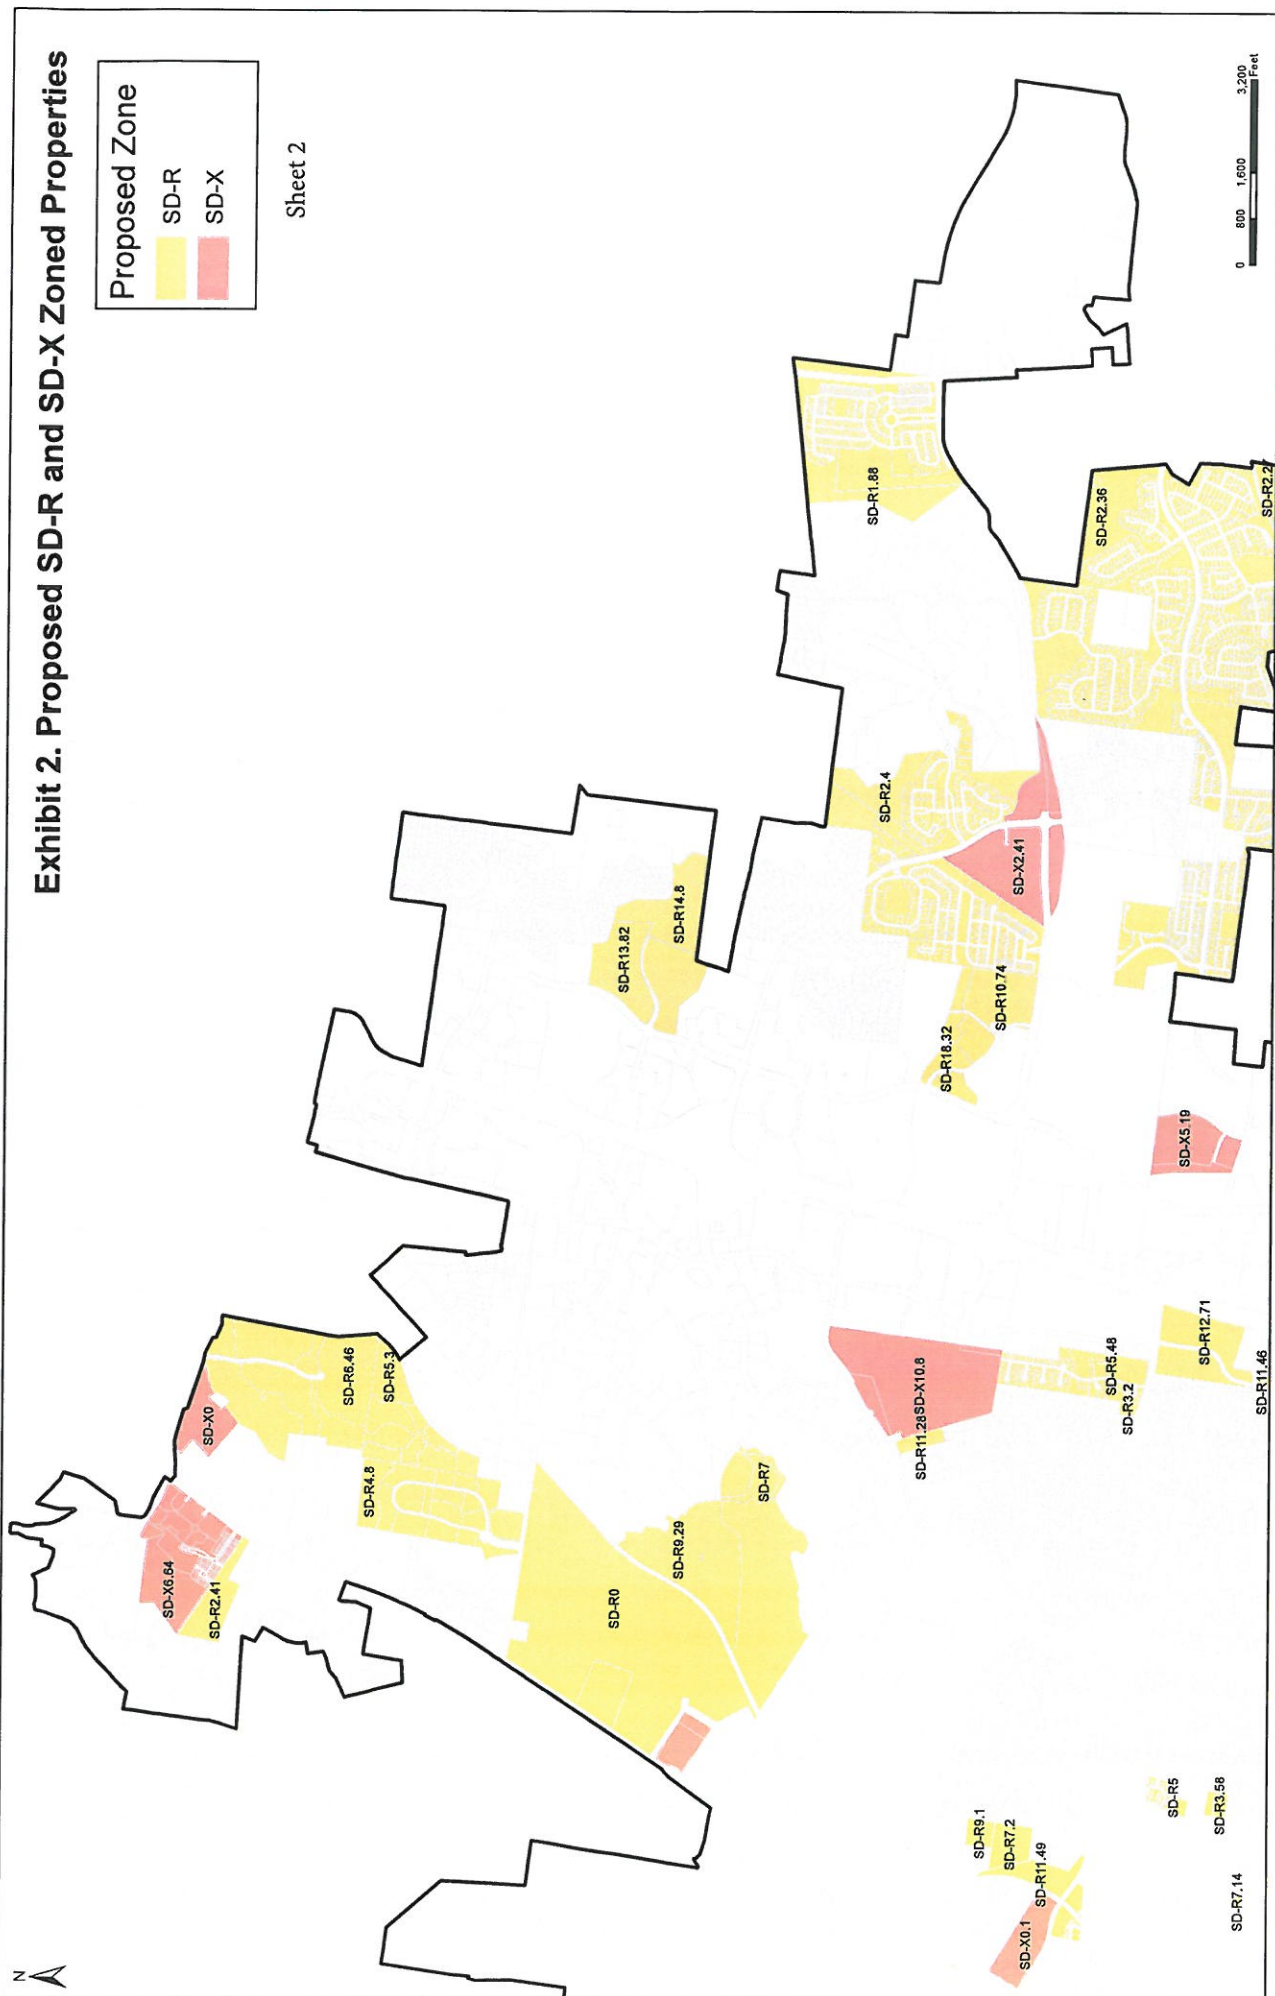 N
Exhibit 2. Proposed SD-R and SD-X Zoned Properties
Proposed Zone
SD-R
SD-X
Sheet 2
SD-X6.64
SD-R2.41
SD-X0
SD-R6.46
SD-R5.3
SD-R4.8
SD-R0
SD-R9.29
SD-R7
SD-R13.82
SD-R14.8
SD-R1.88
SD-R2.4
SD-X2.41
SD-R18.32
SD-R10.74
SD-R11.28
SD-X10.8
SD-R2.36
SD-R9.1
SD-R7.2
SD-X0.1
SD-R11.49
SD-R5.48
SD-R3.2
SD-X5.19
SD-R12.71
SD-R5
SD-R3.58
SD-R7.14
SD-R11.46
SD-R2.27
0 800 1,600 3,200
Feet